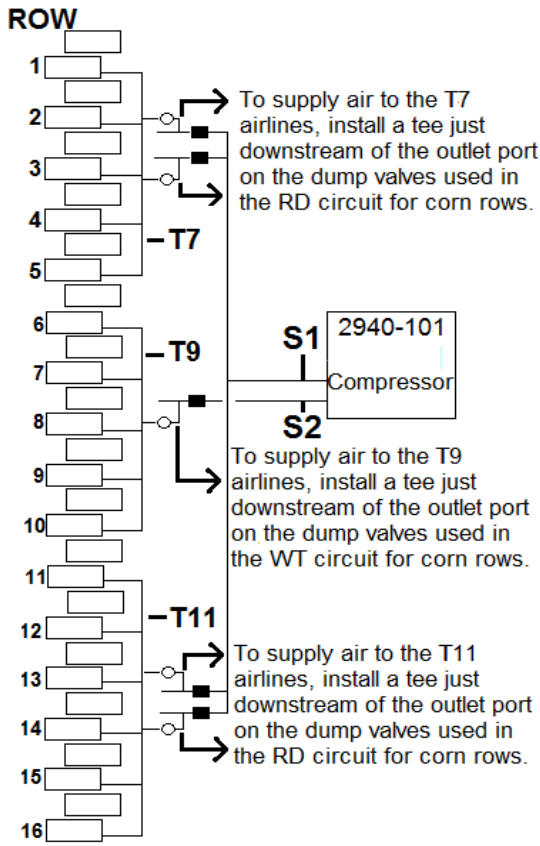 ROW
1
2
To supply air to the T7
airlines, install a tee just
downstream of the outlet port
on the dump valves used in
the RD circuit for corn rows.
3
4
T7
5
6
2940-101
S1
T9
7
Compressor
8
S2
To supply air to the T9
airlines, install a tee just
downstream of the outlet port
on the dump valves used in
the WT circuit for corn rows.
9
10
11
T11
12
To supply air to the T11
airlines, install a tee just
downstream of the outlet port
on the dump valves used in
the RD circuit for corn rows.
13
14
15
16